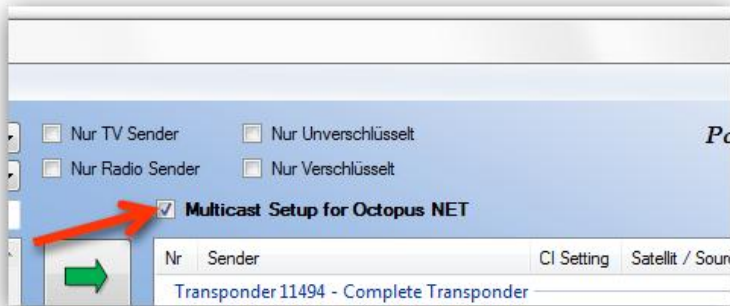 Nur TV Sender Nur Unverschlüsselt
Nur Radio Sender Nur Verschlüsselt
Multicast Setup for Octopus NET
Nr Sender CI Setting Satellit /
Transponder 11494 - Complete Transponder